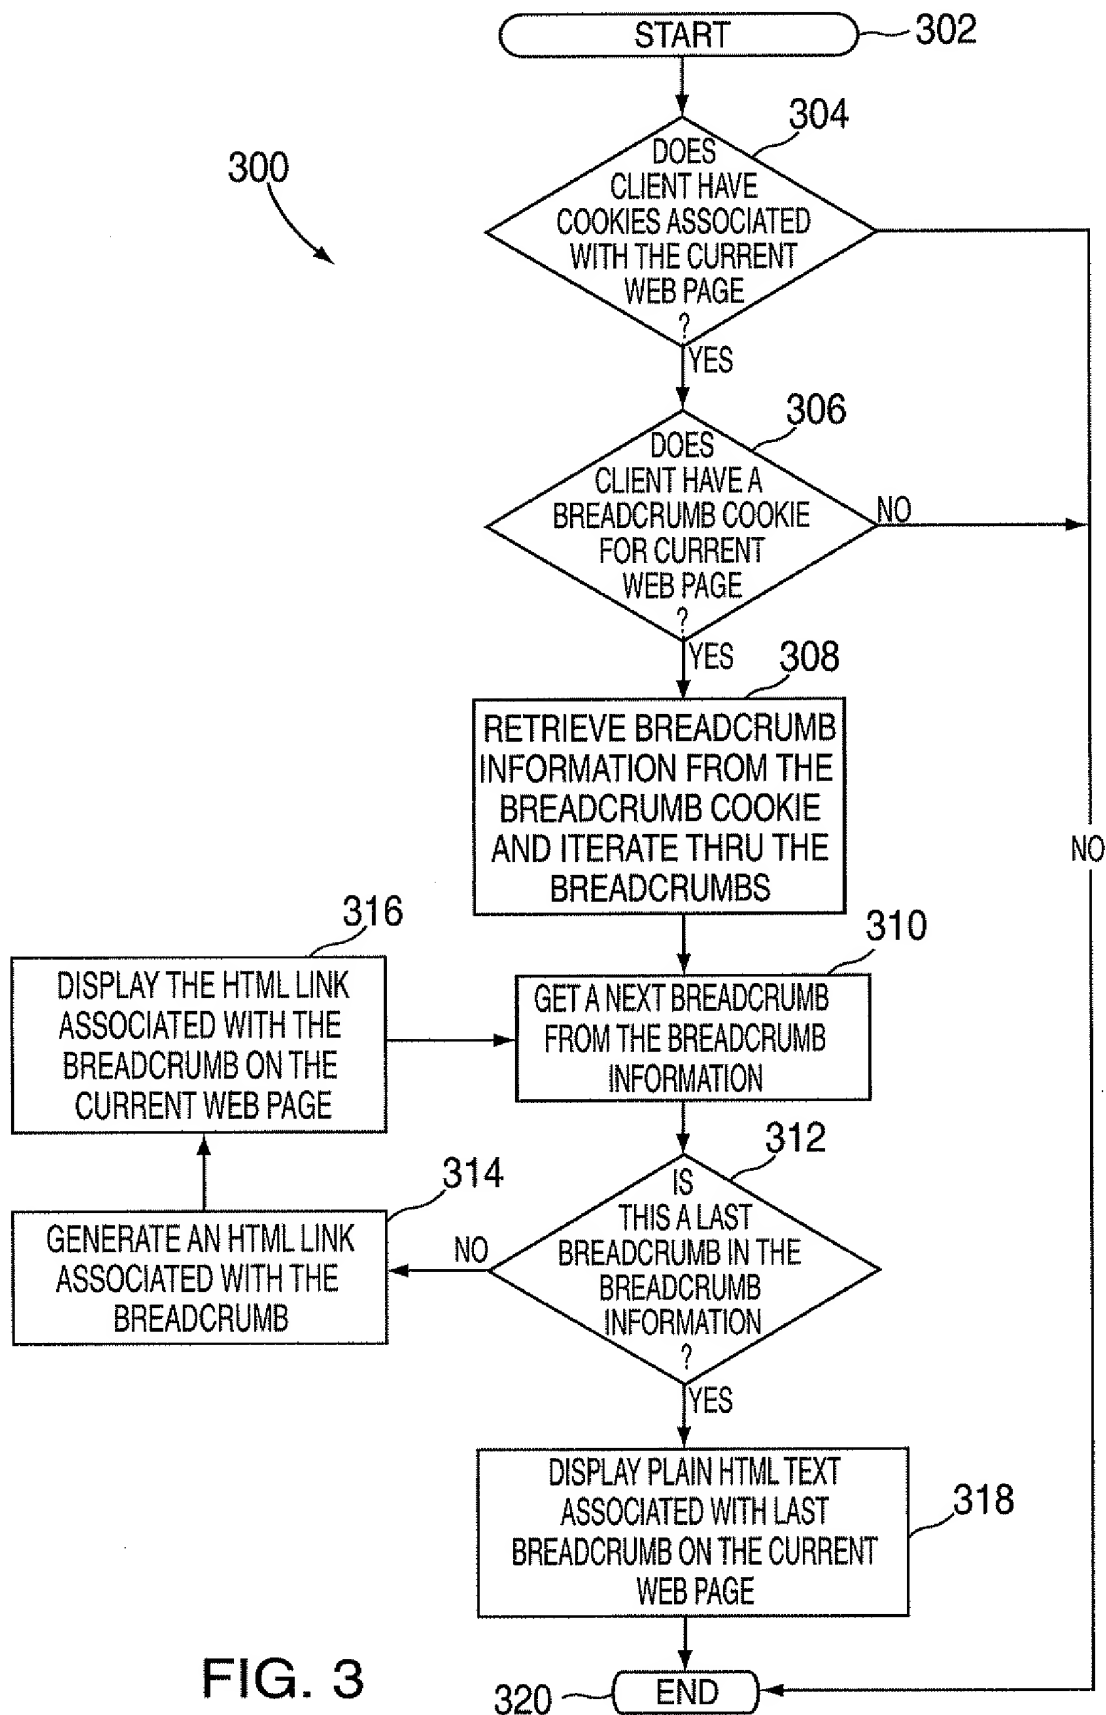 START
302
304
300
DOES
CLIENT HAVE
COOKIES ASSOCIATED
WITH THE CURRENT
WEB PAGE
?
YES
306
DOES
CLIENT HAVE A
BREADCRUMB COOKIE
FOR CURRENT
WEB PAGE
?
NO
YES
308
RETRIEVE BREADCRUMB
INFORMATION FROM THE
BREADCRUMB COOKIE
AND ITERATE THRU THE
BREADCRUMBS
NO
316
DISPLAY THE HTML LINK
ASSOCIATED WITH THE
BREADCRUMB ON THE
CURRENT WEB PAGE
310
GET A NEXT BREADCRUMB
FROM THE BREADCRUMB
INFORMATION
312
IS
THIS A LAST
BREADCRUMB IN THE
BREADCRUMB
INFORMATION
?
NO
314
GENERATE AN HTML LINK
ASSOCIATED WITH THE
BREADCRUMB
YES
DISPLAY PLAIN HTML TEXT
ASSOCIATED WITH LAST
BREADCRUMB ON THE CURRENT
WEB PAGE
318
FIG. 3
320
END